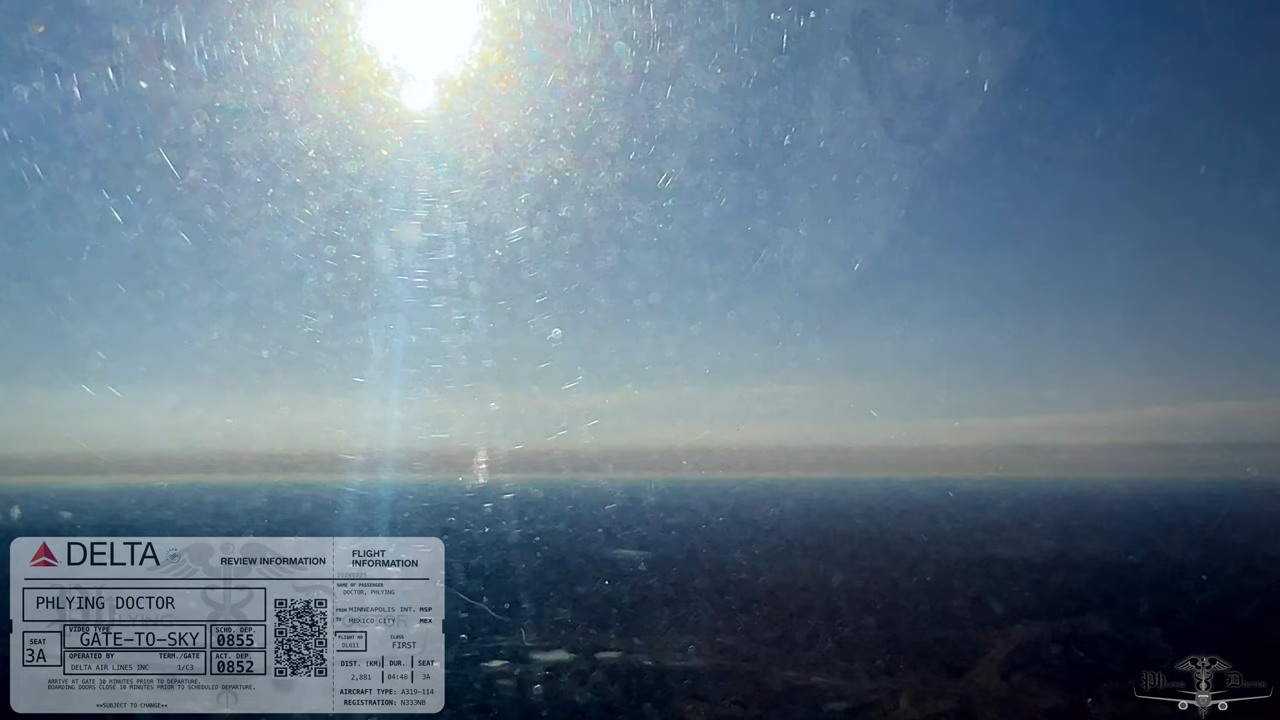 DELTA
REVIEW INFORMATION
PHLYING DOCTOR
SEAT
3A
VIDEO TYPE
GATE-TO-SKY
SCHD. DEP.
0855
OPERATED BY TERM./GATE
DELTA AIR LINES INC 1/C3
ACT. DEP.
0852
ARRIVE AT GATE 30 MINUTES PRIOR TO DEPARTURE.
BOARDING DOORS CLOSE 10 MINUTES PRIOR TO SCHEDULED DEPARTURE.
**SUBJECT TO CHANGE**
FLIGHT
INFORMATION
NAME OF PASSENGER
DOCTOR, PHLYING
FROM MINNEAPOLIS INT. MSP
TO MEXICO CITY MEX
FLIGHT NO CLASS
DL611 FIRST
DIST. (KM) DUR. SEAT
2,881 04:48 3A
AIRCRAFT TYPE: A319-114
REGISTRATION: N333NB